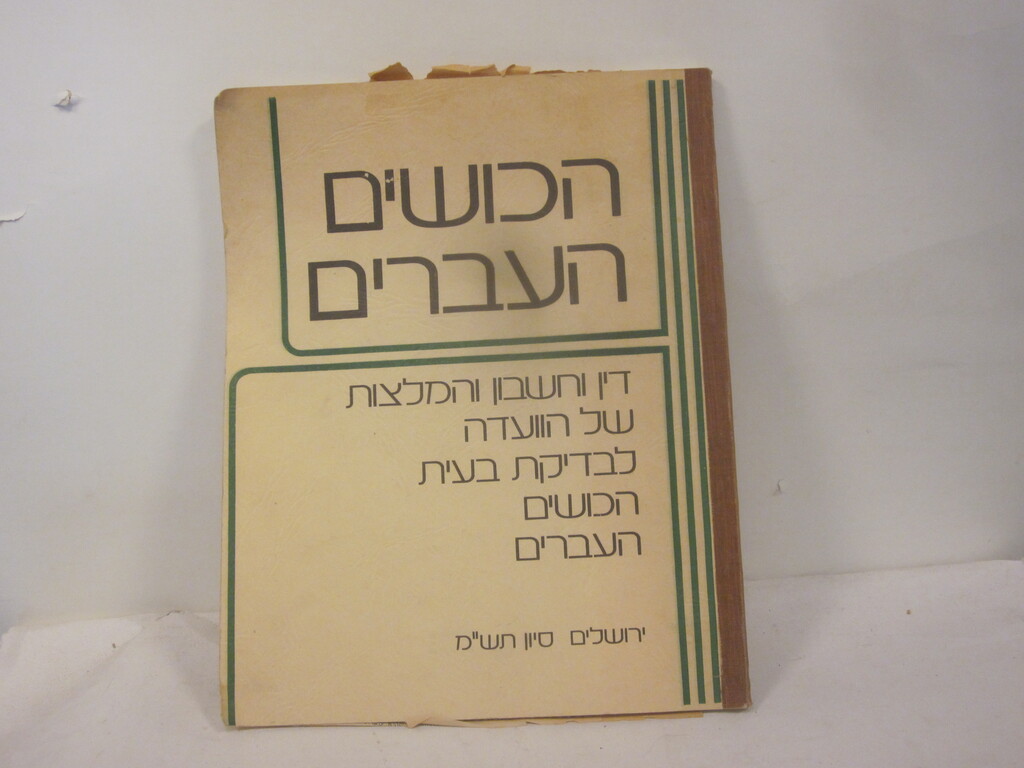 הכושים
העברים
דין וחשבון והמלצות
של הוועדה
לבדיקת בעית
הכושים
העברים
ירושלים סיון תש"מ